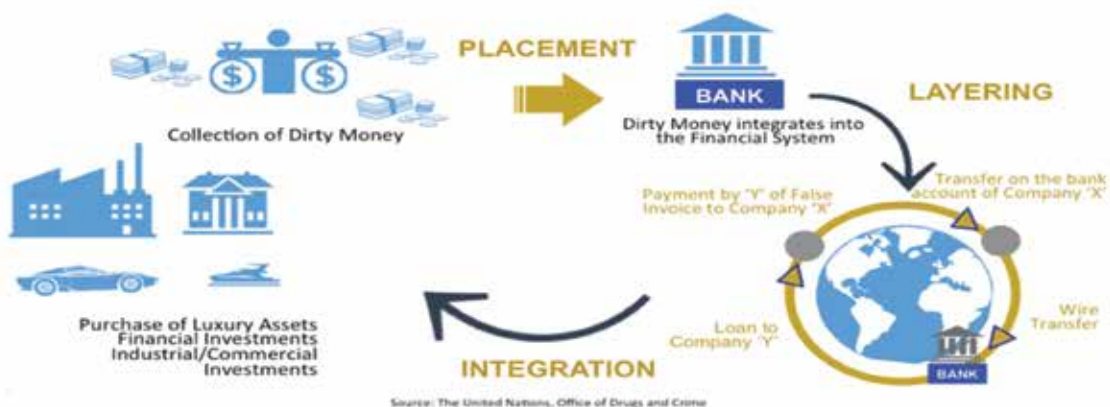 PLACEMENT
$ $
Collection of Dirty Money
BANK
Dirty Money integrates into
the Financial System
LAYERING
Transfer on the bank
account of Company 'X'
Payment by 'Y' of False
Invoice to Company 'X'
Wire
Transfer
Loan to
Company 'Y'
BANK
INTEGRATION
Purchase of Luxury Assets
Financial Investments
Industrial/Commercial
Investments
Source: The United Nations, Office of Drugs and Crime